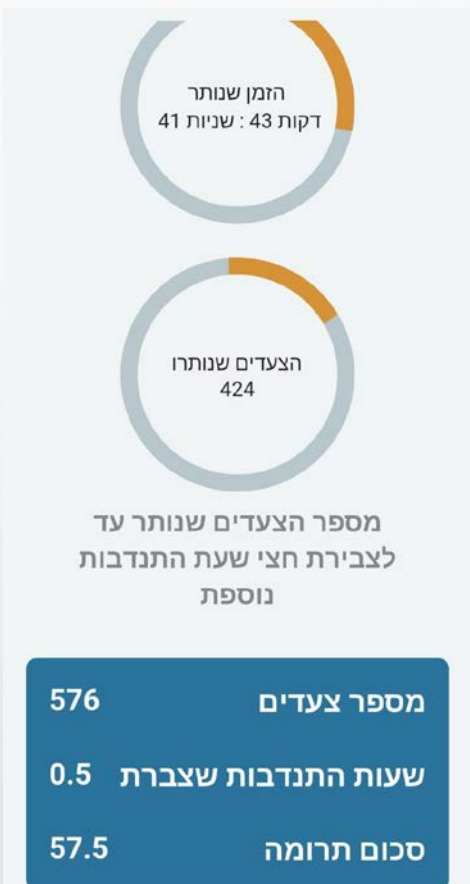 הזמן שנותר
דקות 43 : שניות 41
הצעדים שנותרו
424
מספר הצעדים שנותר עד
לצבירת חצי שעת התנדבות
נוספת
מספר צעדים 576
שעות התנדבות שצברת 0.5
סכום תרומה 57.5